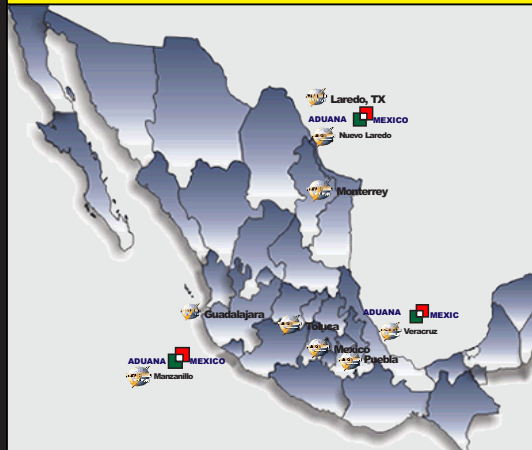 Laredo, TX
ADUANA MEXICO
Nuevo Laredo
Monterrey
Guadalajara
ADUANA MEXIC
Toluca
Veracruz
Mexico
ADUANA MEXICO
Puebla
Manzanillo